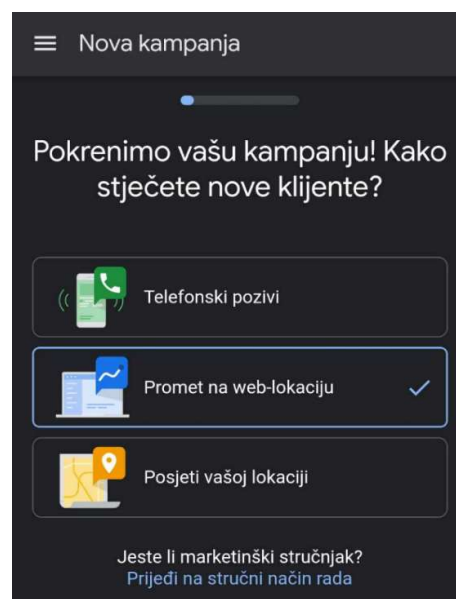 Nova kampanja
Pokrenimo vašu kampanju! Kako
stječete nove klijente?
Telefonski pozivi
Promet na web-lokaciju
Posjeti vašoj lokaciji
Jeste li marketinški stručnjak?
Prijeđi na stručni način rada